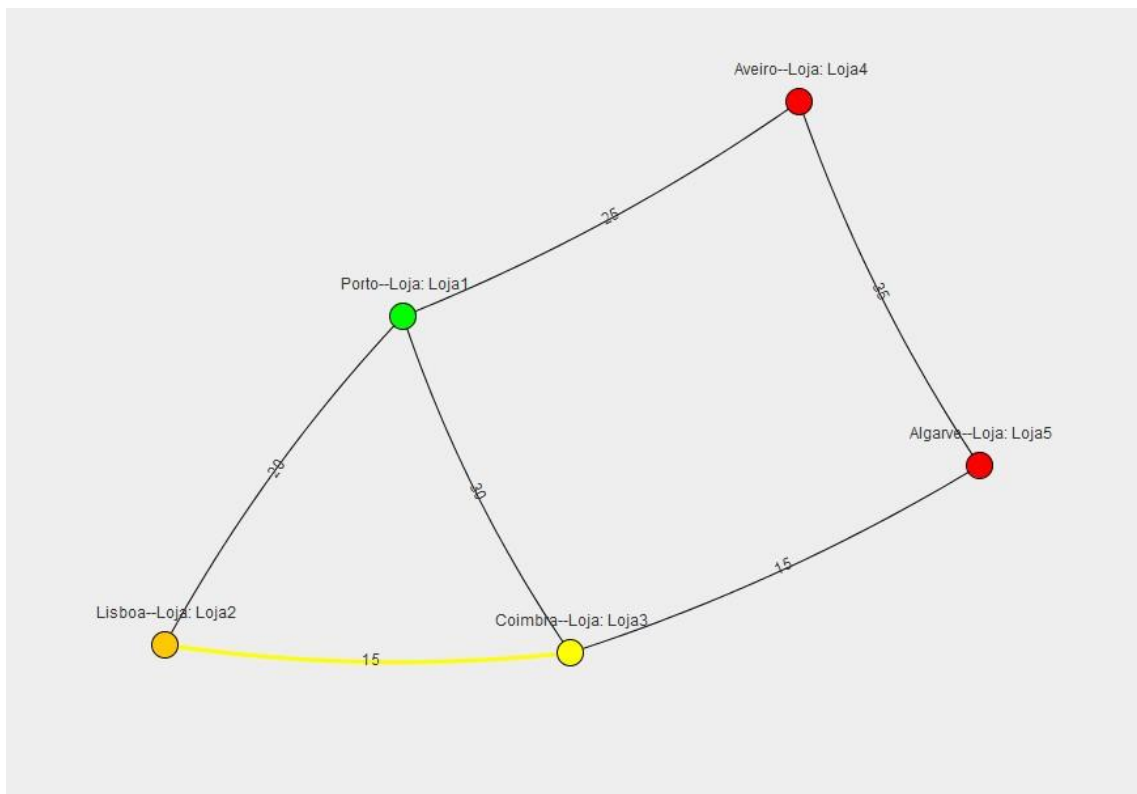 Aveiro--Loja: Loja4
25
Porto--Loja: Loja1
35
Algarve--Loja: Loja5
20
30
15
Lisboa--Loja: Loja2
Coimbra--Loja: Loja3
15